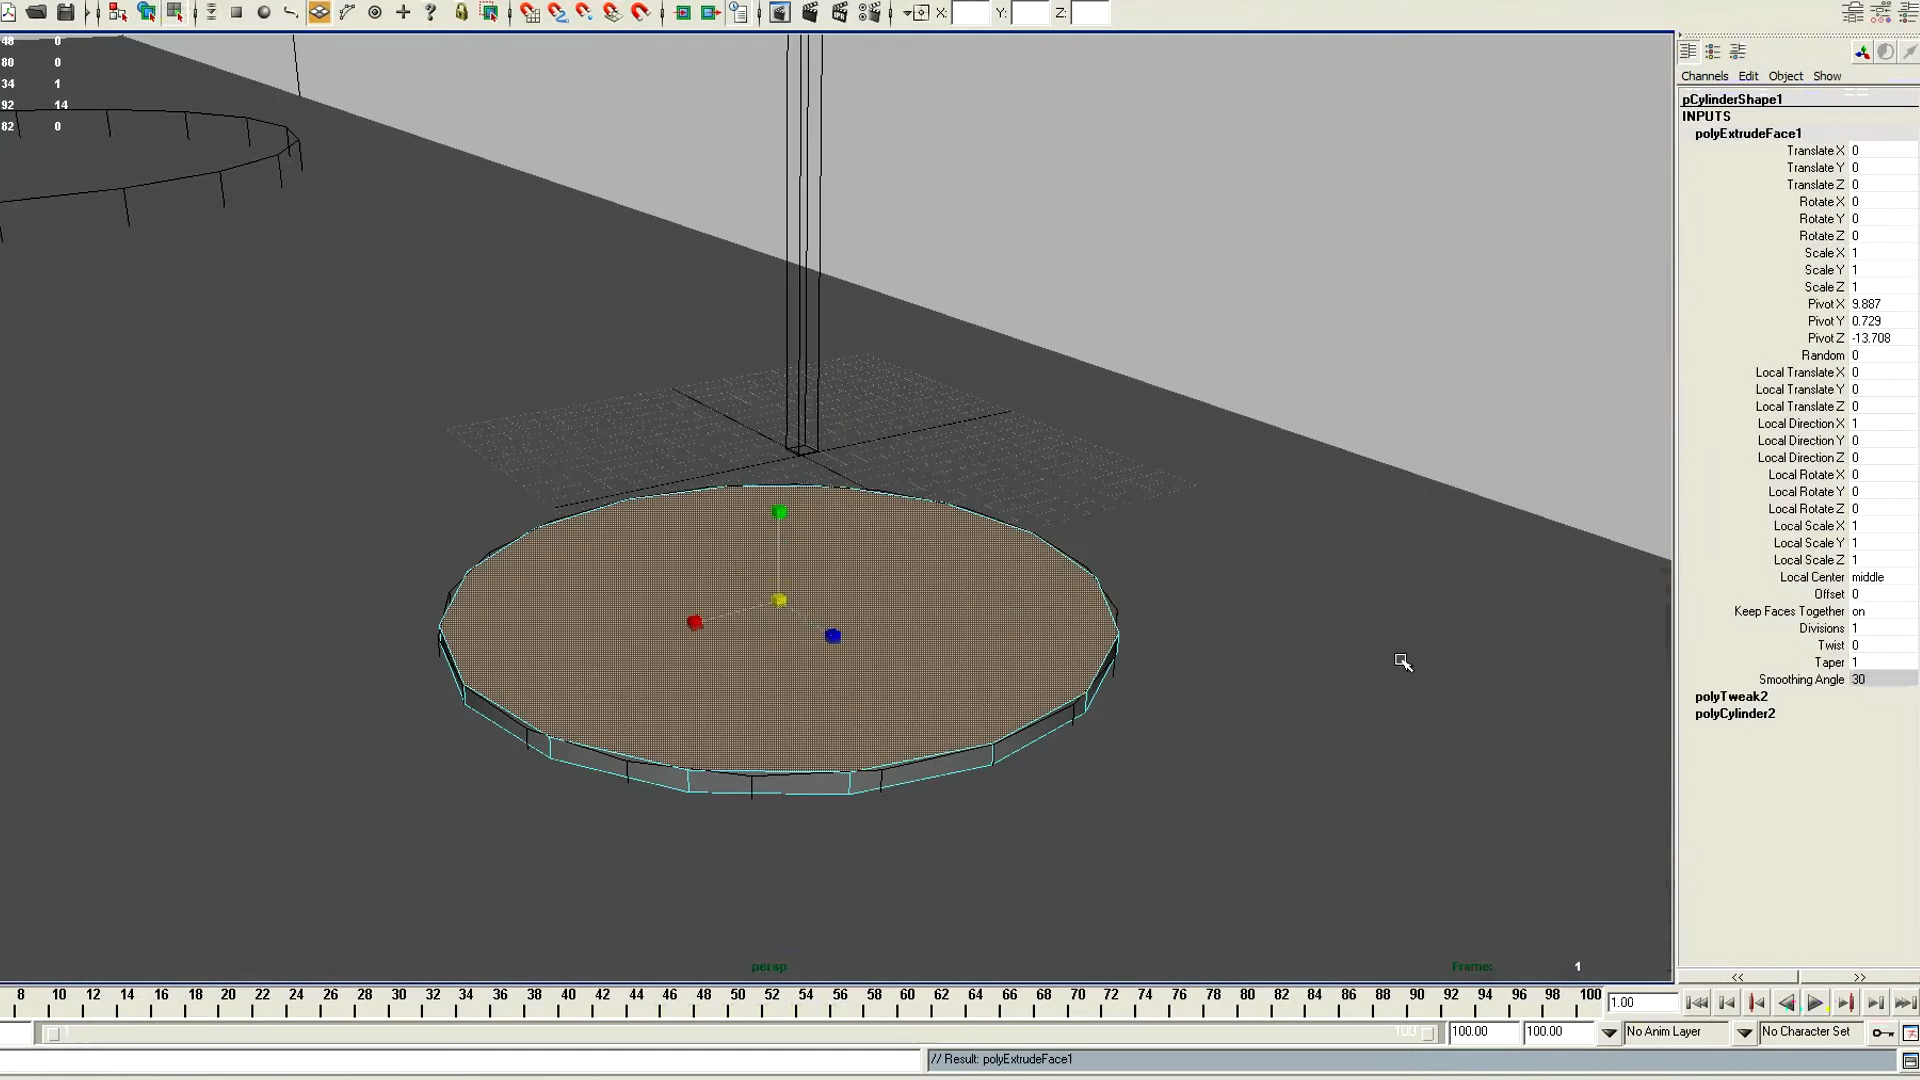 X: Y: Z:
48 0
80 0
34 1
92 14
82 0
Channels Edit Object Show
pCylinderShape1
INPUTS
polyExtrudeFace1
Translate X 0
Translate Y 0
Translate Z 0
Rotate X 0
Rotate Y 0
Rotate Z 0
Scale X 1
Scale Y 1
Scale Z 1
Pivot X 9.887
Pivot Y 0.729
Pivot Z -13.708
Random 0
Local Translate X 0
Local Translate Y 0
Local Translate Z 0
Local Direction X 1
Local Direction Y 0
Local Direction Z 0
Local Rotate X 0
Local Rotate Y 0
Local Rotate Z 0
Local Scale X 1
Local Scale Y 1
Local Scale Z 1
Local Center middle
Offset 0
Keep Faces Together on
Divisions 1
Twist 0
Taper 1
Smoothing Angle 30
polyTweak2
polyCylinder2
persp Frame: 1
<< >>
8 10 12 14 16 18 20 22 24 26 28 30 32 34 36 38 40 42 44 46 48 50 52 54 56 58 60 62 64 66 68 70 72 74 76 78 80 82 84 86 88 90 92 94 96 98 100 1.00
1 100 100.00 100.00 No Anim Layer No Character Set
// Result: polyExtrudeFace1